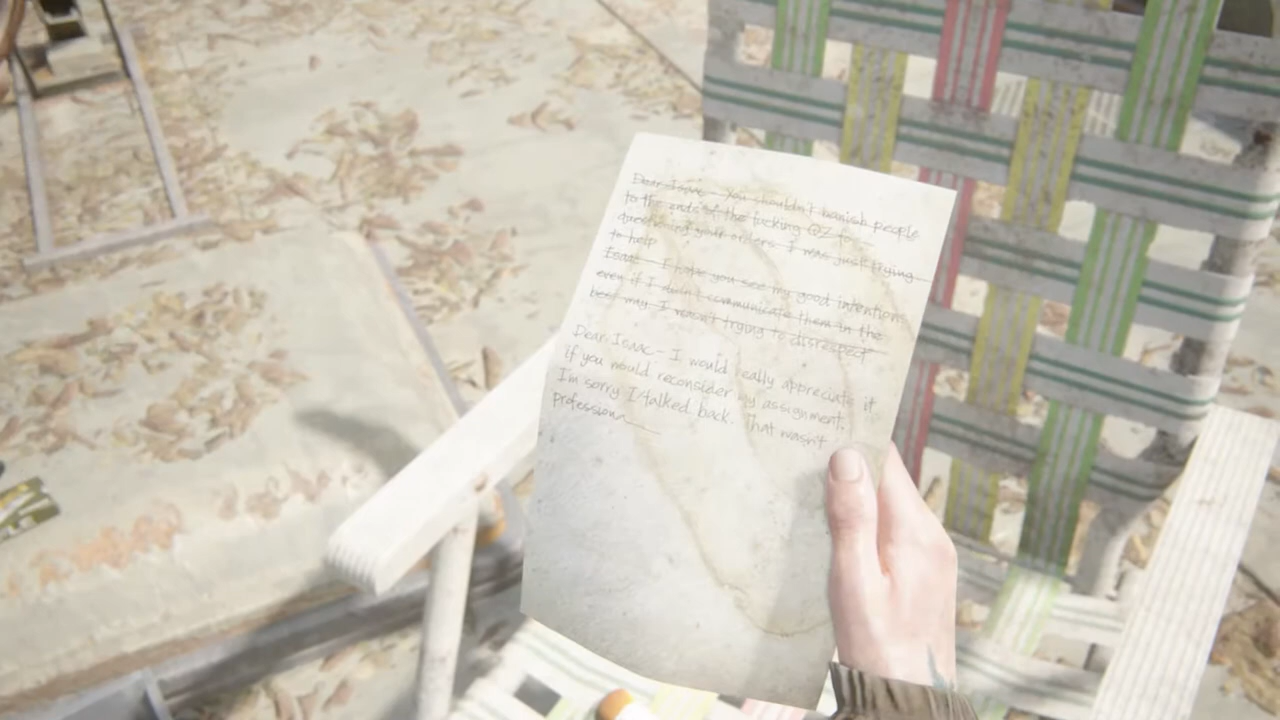 Dear Isaac - You shouldn't banish people
to the ends of the fucking QZ for
questioning your orders. I was just trying
to help
Isaac - I hope you see my good intentions
even if I didn't communicate them in the
best way. I wasn't trying to disrespect
Dear Isaac - I would really appreciate it
if you would reconsider my assignment.
I'm sorry I talked back. That wasn't
professiona